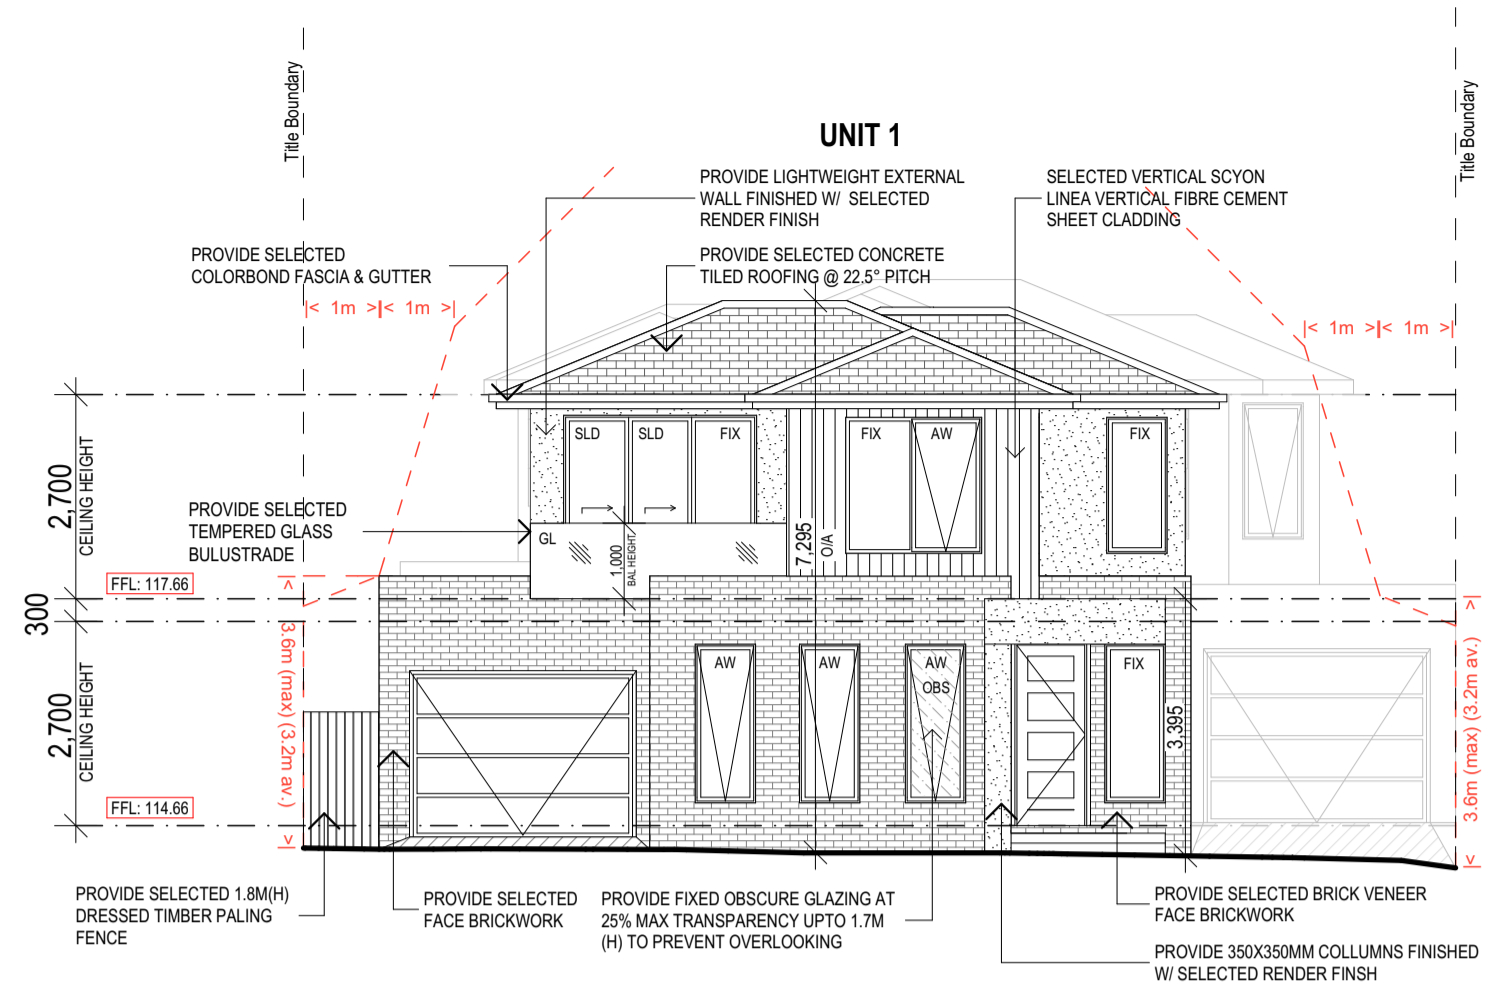 UNIT 1
Title Boundary
Title Boundary
PROVIDE LIGHTWEIGHT EXTERNAL
WALL FINISHED W/ SELECTED
RENDER FINISH
SELECTED VERTICAL SCYON
LINEA VERTICAL FIBRE CEMENT
SHEET CLADDING
PROVIDE SELECTED
COLORBOND FASCIA & GUTTER
PROVIDE SELECTED CONCRETE
TILED ROOFING @ 22.5° PITCH
|< 1m >|< 1m >|
|< 1m >|< 1m >|
2,700
CEILING HEIGHT
SLD
SLD
FIX
FIX
AW
FIX
PROVIDE SELECTED
TEMPERED GLASS
BULUSTRADE
GL
1,000
BAL HEIGHT
7,295
O/A
FFL: 117.66
300
< 3.6m (max) (3.2m av.) >
< 3.6m (max) (3.2m av.) >
2,700
CEILING HEIGHT
AW
AW
AW
OBS
FIX
3,395
FFL: 114.66
PROVIDE SELECTED 1.8M(H)
DRESSED TIMBER PALING
FENCE
PROVIDE SELECTED
FACE BRICKWORK
PROVIDE FIXED OBSCURE GLAZING AT
25% MAX TRANSPARENCY UPTO 1.7M
(H) TO PREVENT OVERLOOKING
PROVIDE SELECTED BRICK VENEER
FACE BRICKWORK
PROVIDE 350X350MM COLLUMNS FINISHED
W/ SELECTED RENDER FINSH